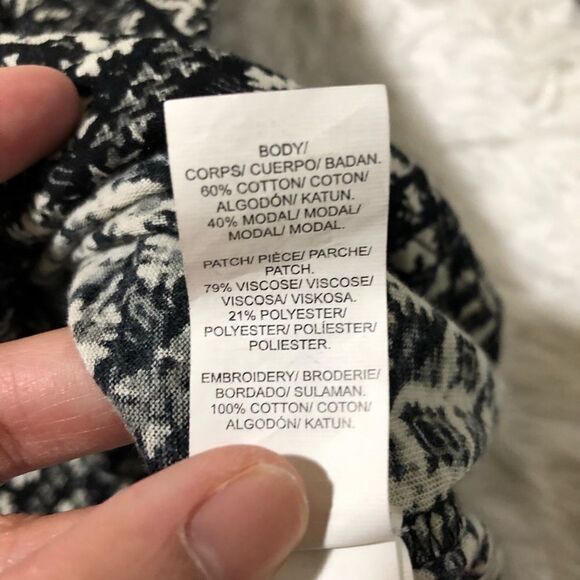 BODY/
CORPS/ CUERPO/ BADAN.
60% COTTON/ COTON/
ALGODÓN/ KATUN.
40% MODAL/ MODAL/
MODAL/ MODAL.
PATCH/ PIÈCE/ PARCHE/
PATCH.
79% VISCOSE/ VISCOSE/
VISCOSA/ VISKOSA.
21% POLYESTER/
POLYESTER/ POLÍESTER/
POLIESTER.
EMBROIDERY/ BRODERIE/
BORDADO/ SULAMAN.
100% COTTON/ COTON/
ALGODÓN/ KATUN.